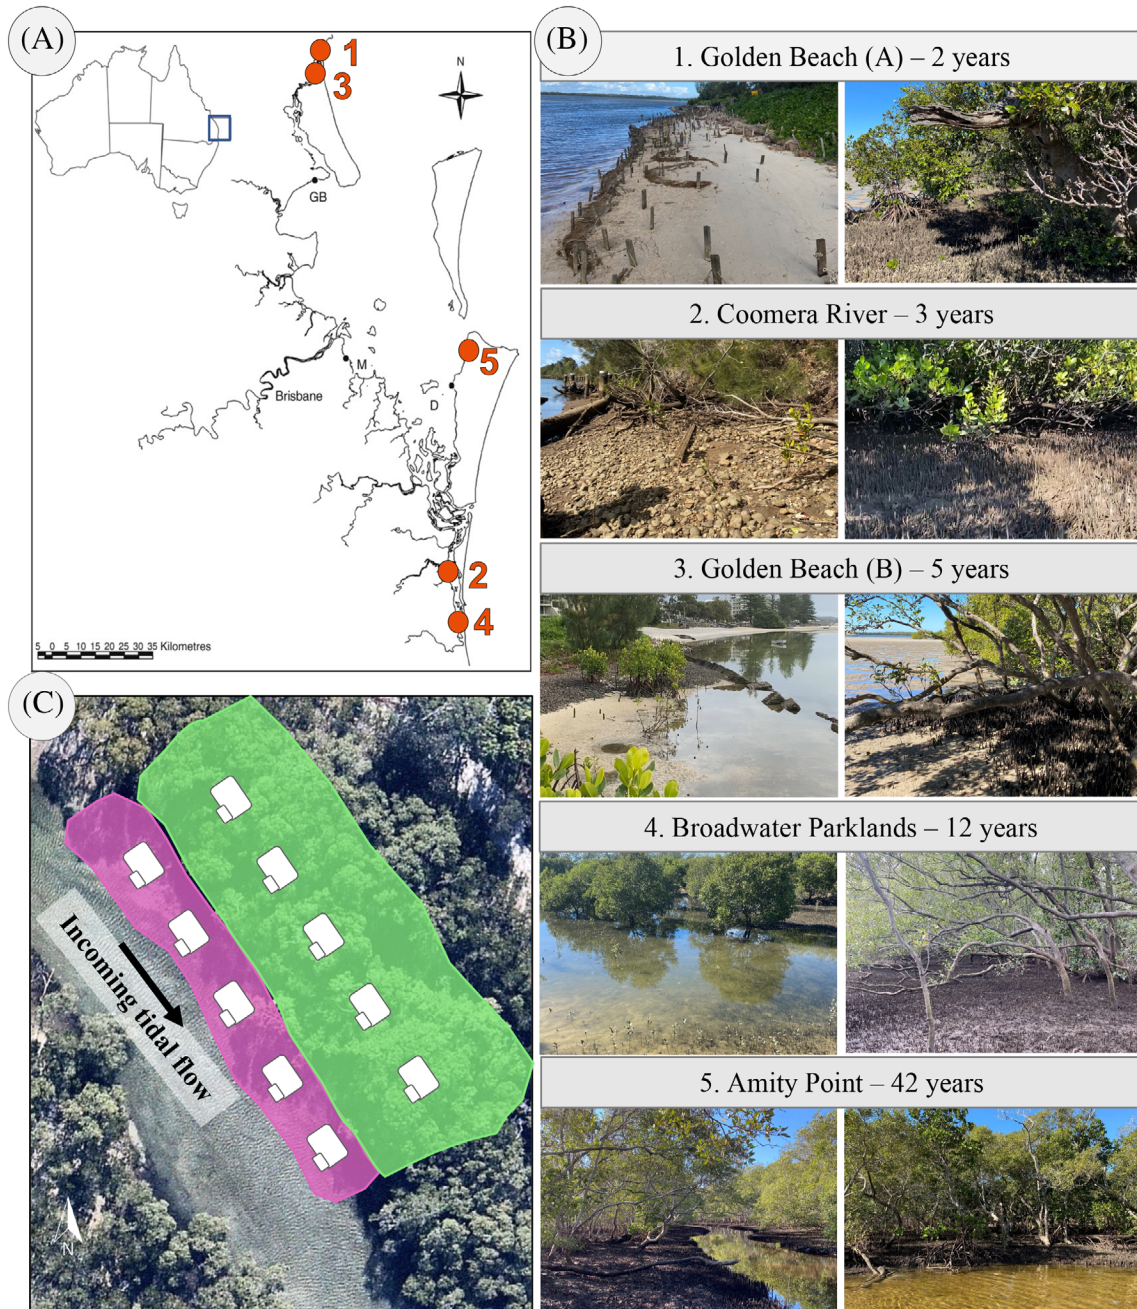 (A)
1
3
N
GB
5
M
D
Brisbane
2
4
5 0 5 10 15 20 25 30 35 Kilometres
(B)
1. Golden Beach (A) – 2 years
2. Coomera River – 3 years
3. Golden Beach (B) – 5 years
4. Broadwater Parklands – 12 years
5. Amity Point – 42 years
(C)
Incoming tidal flow
N